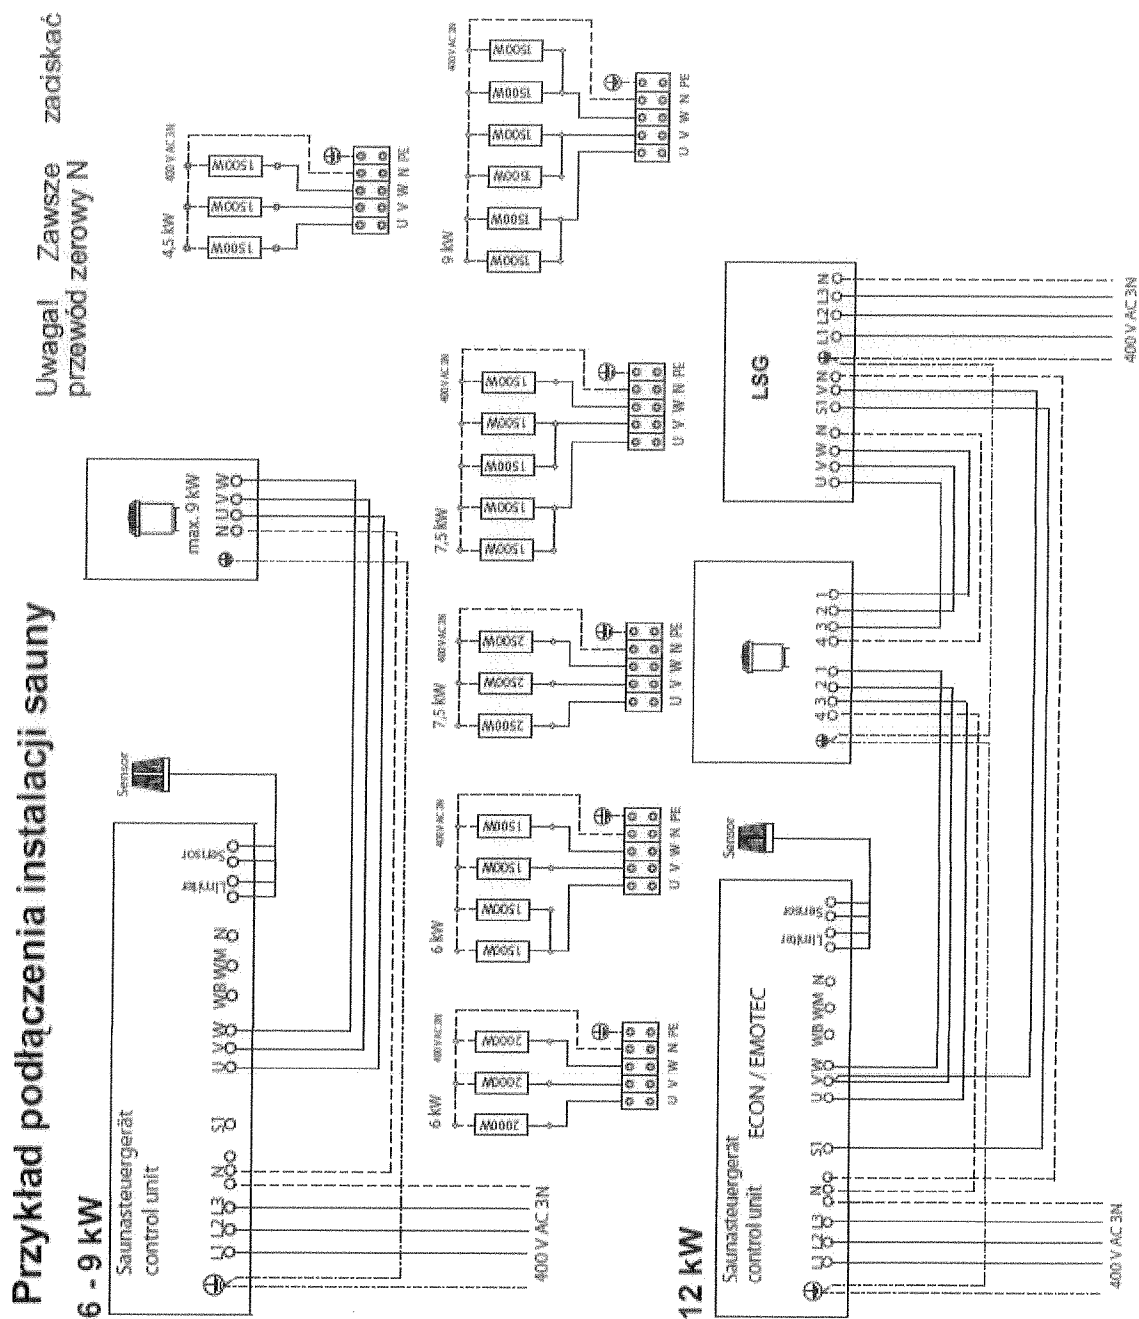 Przykład podłączenia instalacji sauny
Uwaga! Zawsze zaciskać
przewód zerowy N
6 - 9 kW
Saunasteuergerät
control unit
L1 L2 L3 N S1 U V W WB WM N
Limiter Sensor
Sensor
400 V AC 3N
max. 9 kW
N U V W
4,5 kW
400 V AC 3N
1500W
1500W
1500W
U V W N PE
6 kW
400 V AC 3N
2000W
2000W
2000W
U V W N PE
6 kW
400 V AC 3N
1500W
1500W
1500W
1500W
U V W N PE
7,5 kW
400 V AC 3N
2500W
2500W
2500W
U V W N PE
7,5 kW
400 V AC 3N
1500W
1500W
1500W
1500W
1500W
U V W N PE
9 kW
400 V AC 3N
1500W
1500W
1500W
1500W
1500W
1500W
U V W N PE
12 kW
Saunasteuergerät
control unit
ECON / EMOTEC
L1 L2 L3 N S1 U V W WB WM N
Limiter Sensor
Sensor
400 V AC 3N
4 3 2 1
4 3 2 1
LSG
U V W N S1 V N L1 L2 L3 N
400 V AC 3N